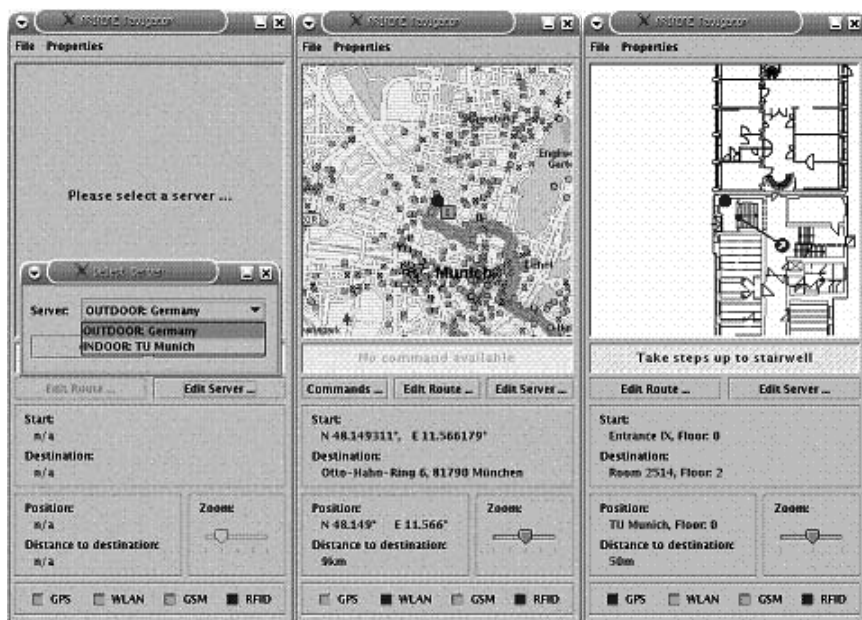 Navigation
File Properties
Please select a server ...
Select Server
Server: OUTDOOR: Germany
OUTDOOR: Germany
INDOOR: TU Munich
Edit Route ... Edit Server ...
Start:
n/a
Destination:
n/a
Position:
n/a
Distance to destination:
n/a
Zoom:
GPS WLAN GSM RFID
Navigation
File Properties
Munich
No command available
Commands ... Edit Route ... Edit Server ...
Start:
N 48.149311°, E 11.566179°
Destination:
Otto-Hahn-Ring 6, 81790 München
Position:
N 48.149° E 11.566°
Distance to destination:
9km
Zoom:
GPS WLAN GSM RFID
Navigation
File Properties
Take steps up to stairwell
Edit Route ... Edit Server ...
Start:
Entrance IX, Floor: 0
Destination:
Room 2514, Floor: 2
Position:
TU Munich, Floor: 0
Distance to destination:
50m
Zoom:
GPS WLAN GSM RFID